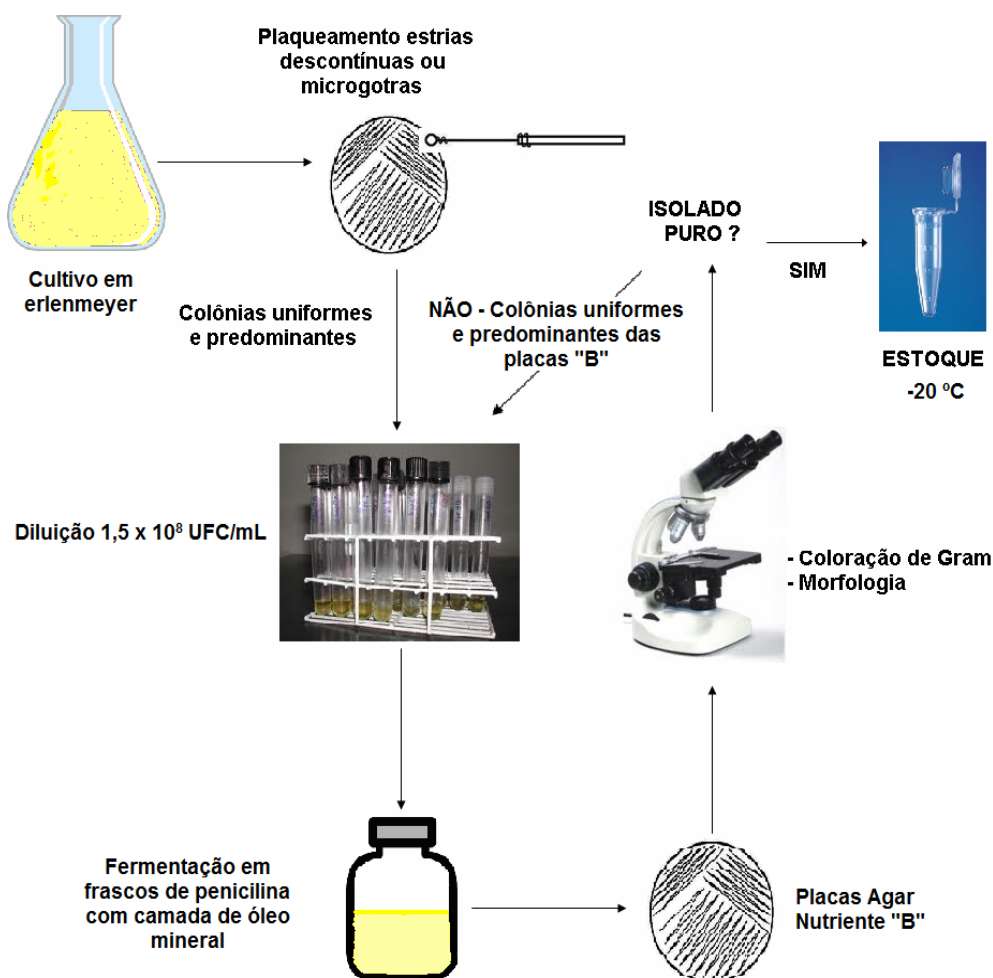 Plaqueamento estrias
descontínuas ou
microgotras
Cultivo em
erlenmeyer
ISOLADO
PURO ?
SIM
ESTOQUE
-20 ºC
Colônias uniformes
e predominantes
NÃO - Colônias uniformes
e predominantes das
placas "B"
Diluição 1,5 x 10⁸ UFC/mL
- Coloração de Gram
- Morfologia
Fermentação em
frascos de penicilina
com camada de óleo
mineral
Placas Agar
Nutriente "B"